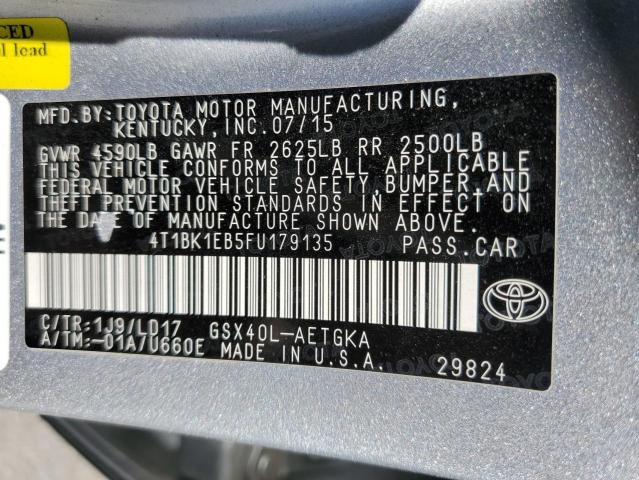 CED
l lead
MFD.BY:TOYOTA MOTOR MANUFACTURING,
KENTUCKY, INC.07/15
GVWR 4590LB GAWR FR 2625LB RR 2500LB
THIS VEHICLE CONFORMS TO ALL APPLICABLE
FEDERAL MOTOR VEHICLE SAFETY,BUMPER,AND
THEFT PREVENTION STANDARDS IN EFFECT ON
THE DATE OF MANUFACTURE SHOWN ABOVE.
4T1BK1EB5FU179135 PASS.CAR
C/TR:1J9/LD17 GSX40L-AETGKA
A/TM:-01A/U660E MADE IN U.S.A. 29824